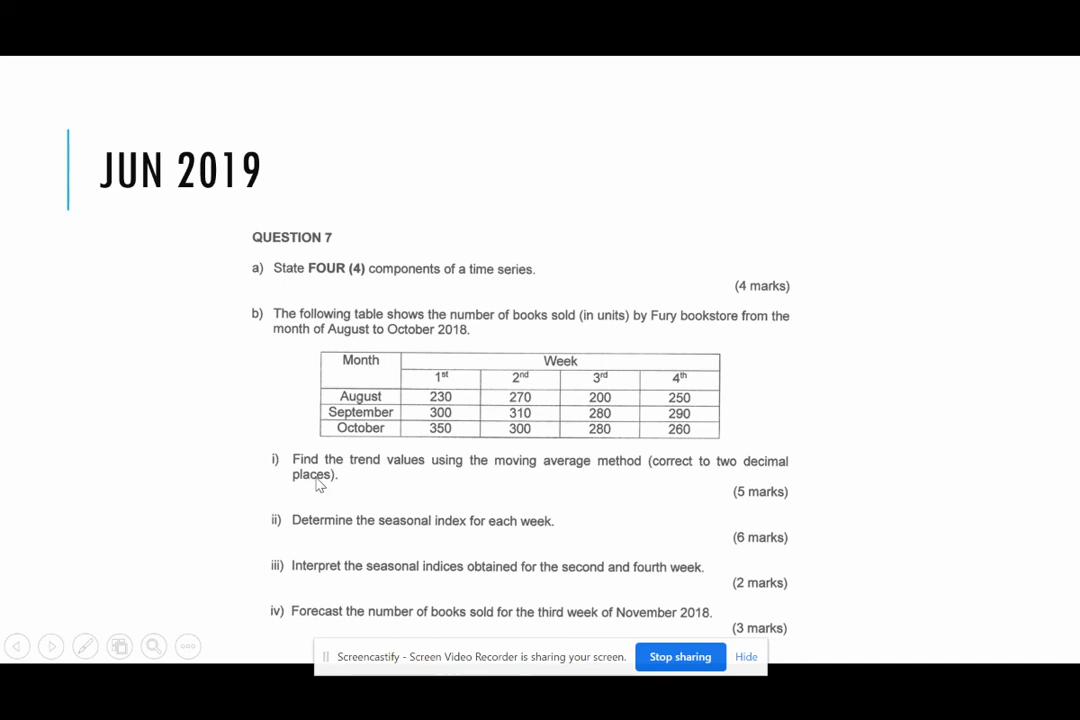 JUN 2019
QUESTION 7
a) State FOUR (4) components of a time series.
(4 marks)
b) The following table shows the number of books sold (in units) by Fury bookstore from the
month of August to October 2018.
Month Week
1st 2nd 3rd 4th
August 230 270 200 250
September 300 310 280 290
October 350 300 280 260
i) Find the trend values using the moving average method (correct to two decimal
places).
(5 marks)
ii) Determine the seasonal index for each week.
(6 marks)
iii) Interpret the seasonal indices obtained for the second and fourth week.
(2 marks)
iv) Forecast the number of books sold for the third week of November 2018.
(3 marks)
Screencastify - Screen Video Recorder is sharing your screen. Stop sharing Hide